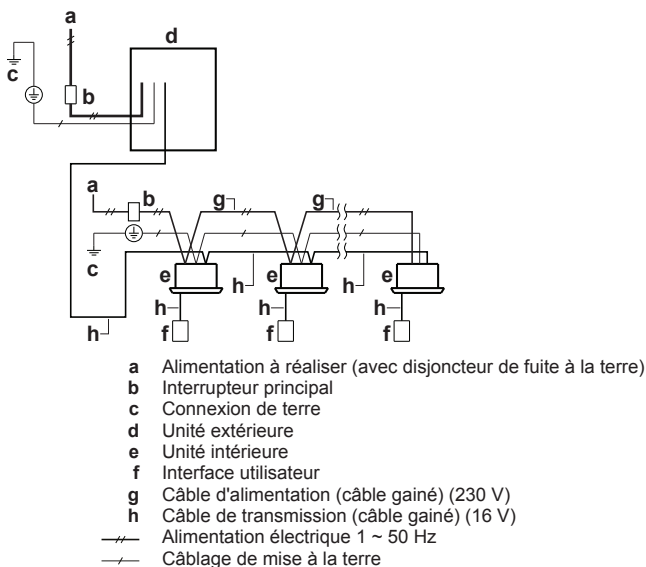 a
d
c
b
a
b
g
g
c
e
h
e
h
e
h
h
h
h
f
f
f
a Alimentation à réaliser (avec disjoncteur de fuite à la terre)
b Interrupteur principal
c Connexion de terre
d Unité extérieure
e Unité intérieure
f Interface utilisateur
g Câble d'alimentation (câble gainé) (230 V)
h Câble de transmission (câble gainé) (16 V)
Alimentation électrique 1 ~ 50 Hz
Câblage de mise à la terre